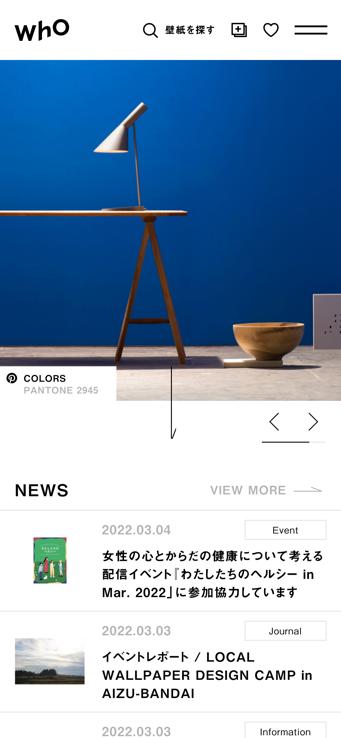 whO
壁紙を探す
COLORS
PANTONE 2945
NEWS
VIEW MORE
2022.03.04
Event
女性の心とからだの健康について考える
配信イベント『わたしたちのヘルシー in
Mar. 2022』に参加協力しています
2022.03.03
Journal
イベントレポート / LOCAL
WALLPAPER DESIGN CAMP in
AIZU-BANDAI
2022.03.03
Information